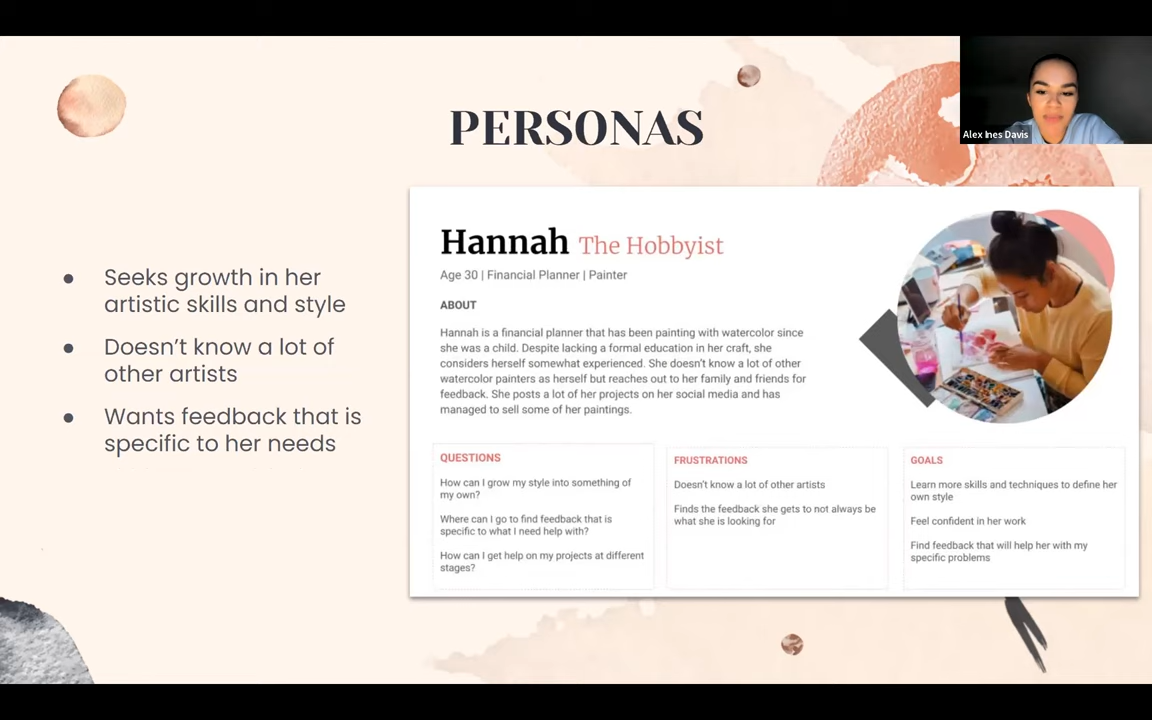 PERSONAS
Alex Ines Davis
● Seeks growth in her
artistic skills and style
● Doesn’t know a lot of
other artists
● Wants feedback that is
specific to her needs
Hannah The Hobbyist
Age 30 | Financial Planner | Painter
ABOUT
Hannah is a financial planner that has been painting with watercolor since
she was a child. Despite lacking a formal education in her craft, she
considers herself somewhat experienced. She doesn’t know a lot of other
watercolor painters as herself but reaches out to her family and friends for
feedback. She posts a lot of her projects on her social media and has
managed to sell some of her paintings.
QUESTIONS
How can I grow my style into something of
my own?
Where can I go to find feedback that is
specific to what I need help with?
How can I get help on my projects at different
stages?
FRUSTRATIONS
Doesn’t know a lot of other artists
Finds the feedback she gets to not always be
what she is looking for
GOALS
Learn more skills and techniques to define her
own style
Feel confident in her work
Find feedback that will help her with my
specific problems